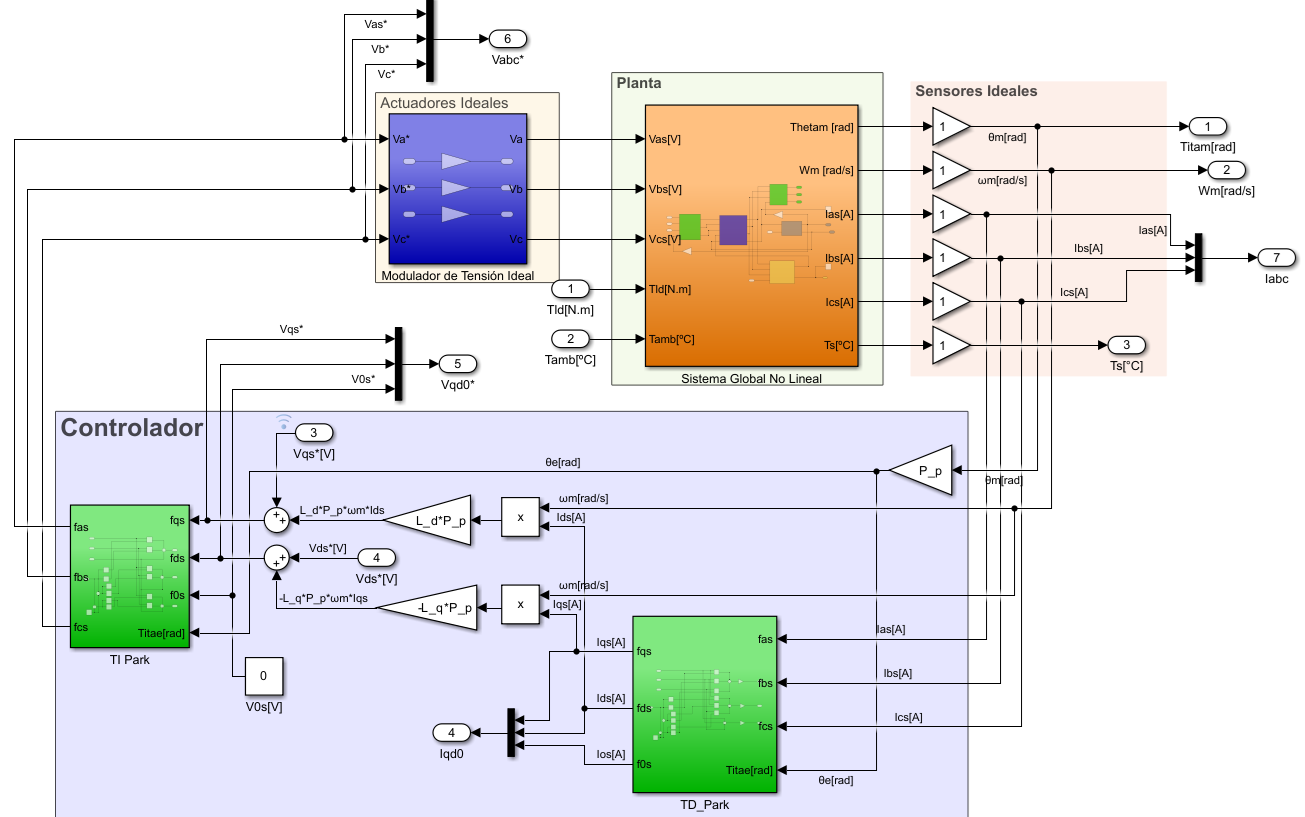 Vas*
Vb*
Vc*
6
Vabc*
Actuadores Ideales
Va*
Va
Vb*
Vb
Vc*
Vc
Modulador de Tensión Ideal
1
Tld[N.m]
2
Tamb[ºC]
Planta
Vas[V]
Vbs[V]
Vcs[V]
Tld[N.m]
Tamb[ºC]
Thetam [rad]
Wm [rad/s]
Ias[A]
Ibs[A]
Ics[A]
Ts[ºC]
Sistema Global No Lineal
Sensores Ideales
1
1
1
1
1
1
θm[rad]
ωm[rad/s]
1
Titam[rad]
2
Wm[rad/s]
Ias[A]
Ibs[A]
Ics[A]
7
Iabc
3
Ts[°C]
Vqs*
V0s*
5
Vqd0*
Controlador
3
Vqs*[V]
θe[rad]
P_p
θm[rad]
fas
fbs
fcs
fqs
fds
f0s
Titae[rad]
TI Park
+
+
L_d*P_p*ωm*Ids
L_d*P_p
x
ωm[rad/s]
Ids[A]
+
+
Vds*[V]
4
Vds*[V]
-L_q*P_p*ωm*Iqs
-L_q*P_p
x
ωm[rad/s]
Iqs[A]
0
V0s[V]
Iqs[A]
Ids[A]
Ios[A]
4
Iqd0
fqs
fds
f0s
fas
fbs
fcs
Titae[rad]
TD_Park
Ias[A]
Ibs[A]
Ics[A]
θe[rad]